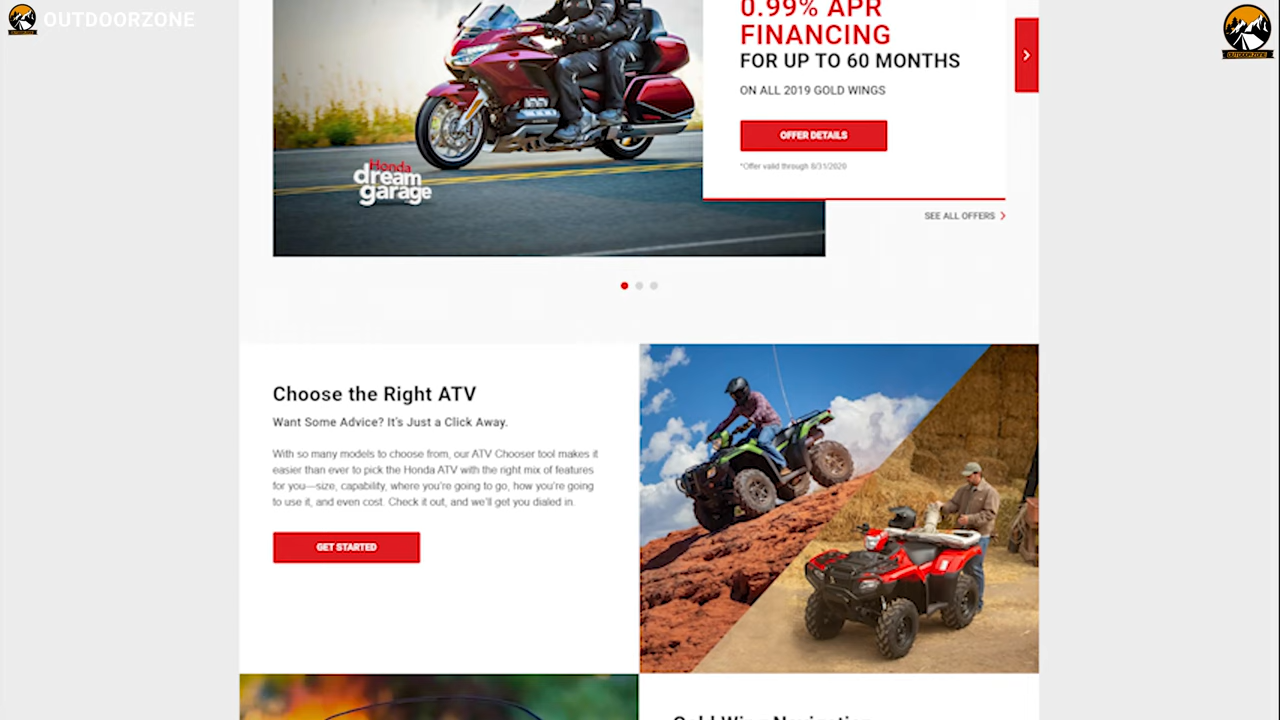 OUTDOORZONE
OUTDOORZONE
0.99% APR
FINANCING
FOR UP TO 60 MONTHS
ON ALL 2019 GOLD WINGS
OFFER DETAILS
*Offer valid through 8/31/2020
Honda
dream
garage
SEE ALL OFFERS
Choose the Right ATV
Want Some Advice? It's Just a Click Away.
With so many models to choose from, our ATV Chooser tool makes it
easier than ever to pick the Honda ATV with the right mix of features
for you—size, capability, where you're going to go, how you're going
to use it, and even cost. Check it out, and we'll get you dialed in.
GET STARTED